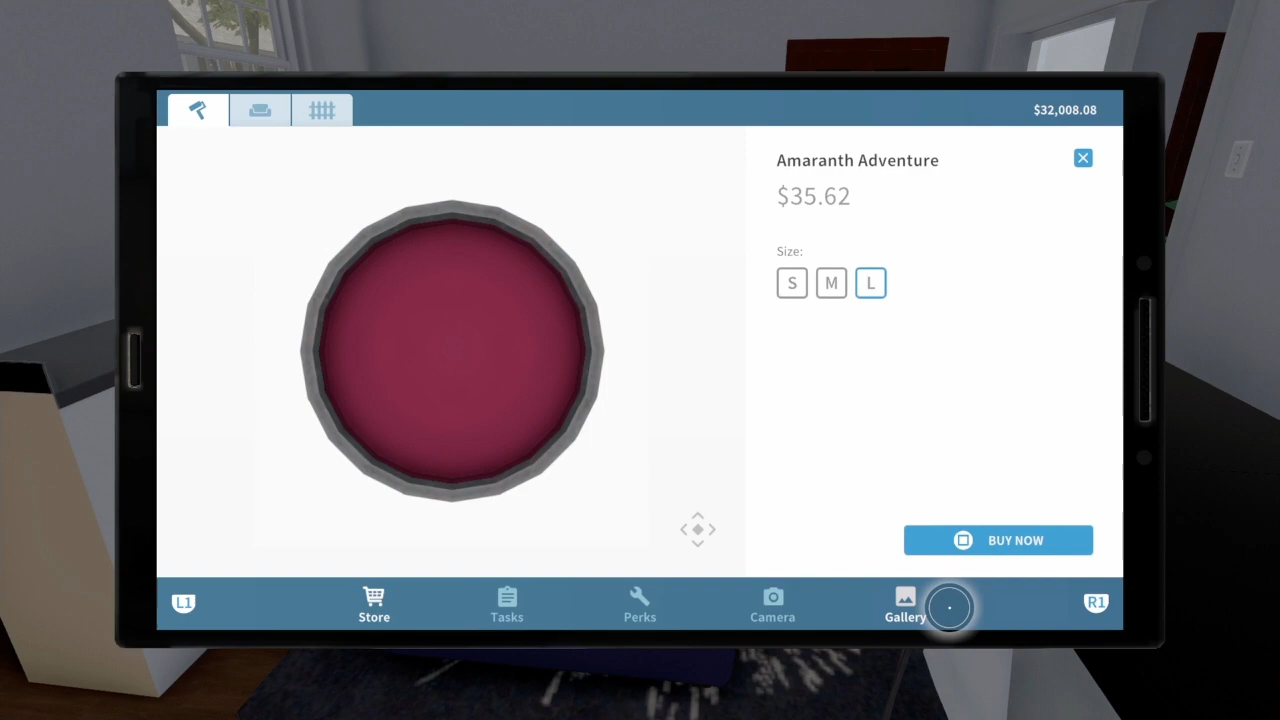 $32,008.08
Amaranth Adventure
$35.62
Size:
S M L
BUY NOW
L1 Store Tasks Perks Camera Gallery R1